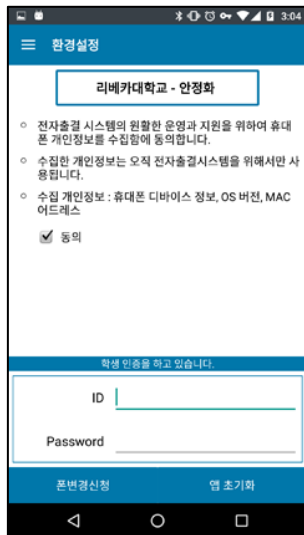 3:04
환경설정
리베카대학교 - 안정화
전자출결 시스템의 원활한 운영과 지원을 위하여 휴대
폰 개인정보를 수집함에 동의합니다.
수집한 개인정보는 오직 전자출결시스템을 위해서만 사
용됩니다.
수집 개인정보 : 휴대폰 디바이스 정보, OS 버전, MAC
어드레스
동의
학생 인증을 하고 있습니다.
ID
Password
폰변경신청 앱 초기화